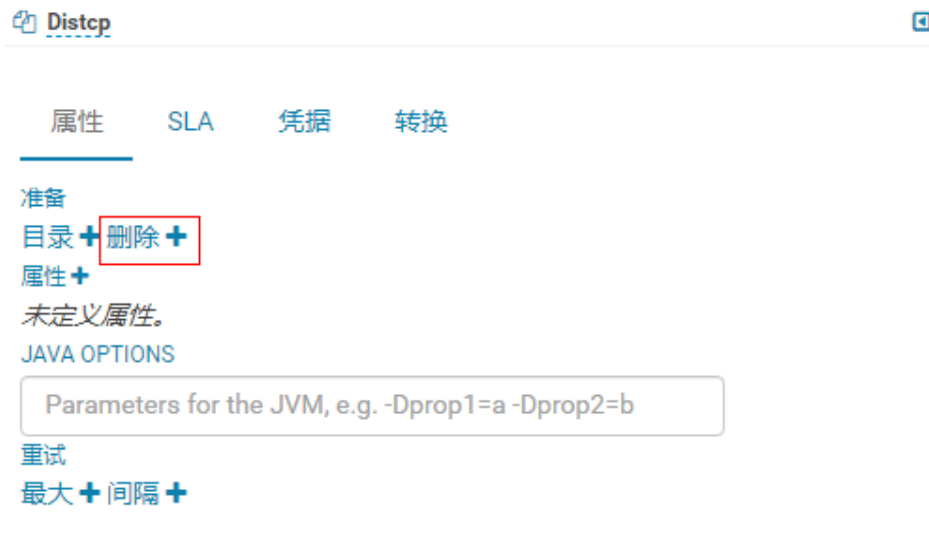 Distcp
属性 SLA 凭据 转换
准备
目录 + 删除 +
属性 +
未定义属性。
JAVA OPTIONS
Parameters for the JVM, e.g. -Dprop1=a -Dprop2=b
重试
最大 + 间隔 +